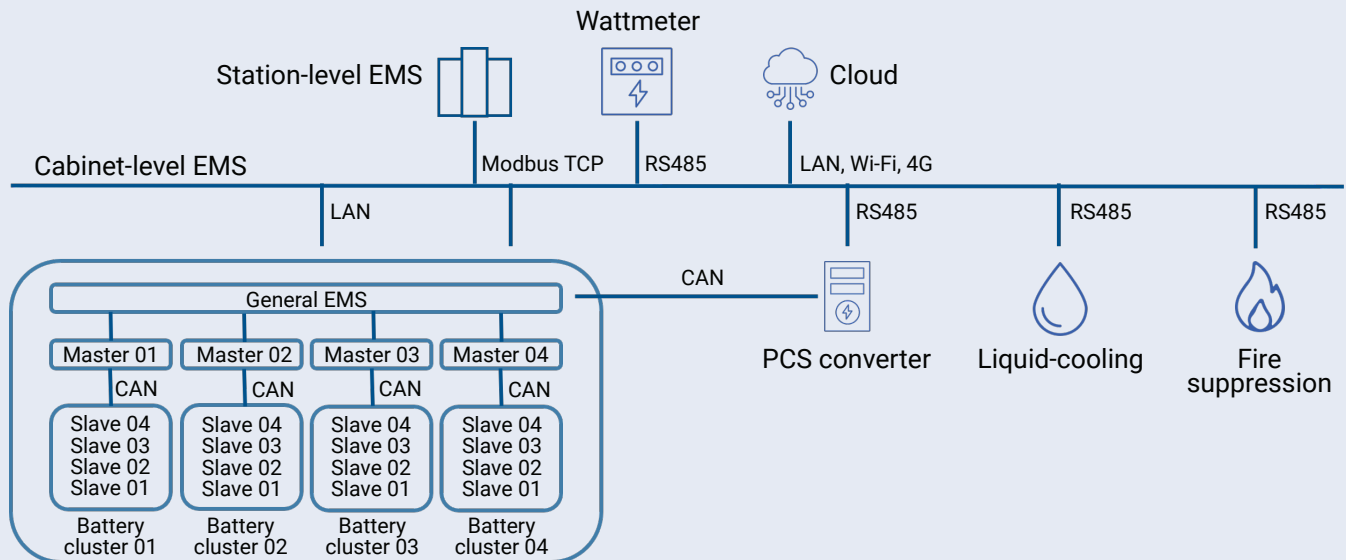 Wattmeter
Station-level EMS
Cloud
Cabinet-level EMS
Modbus TCP
RS485
LAN, Wi-Fi, 4G
LAN
RS485
RS485
RS485
General EMS
CAN
Master 01
Master 02
Master 03
Master 04
PCS converter
Liquid-cooling
Fire
suppression
CAN
CAN
CAN
CAN
Slave 04
Slave 03
Slave 02
Slave 01
Slave 04
Slave 03
Slave 02
Slave 01
Slave 04
Slave 03
Slave 02
Slave 01
Slave 04
Slave 03
Slave 02
Slave 01
Battery
cluster 01
Battery
cluster 02
Battery
cluster 03
Battery
cluster 04